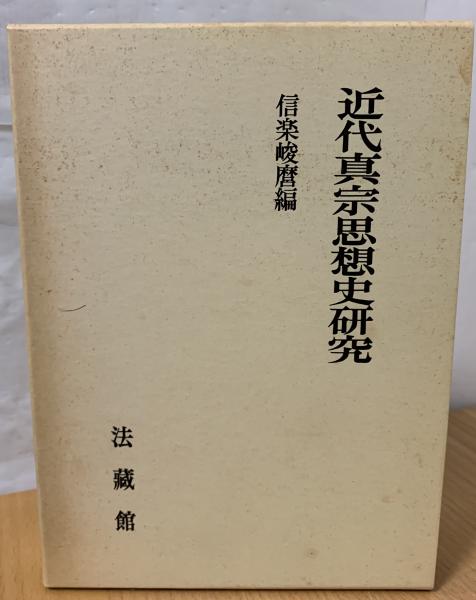 近代真宗思想史研究
信楽峻麿編
法藏館